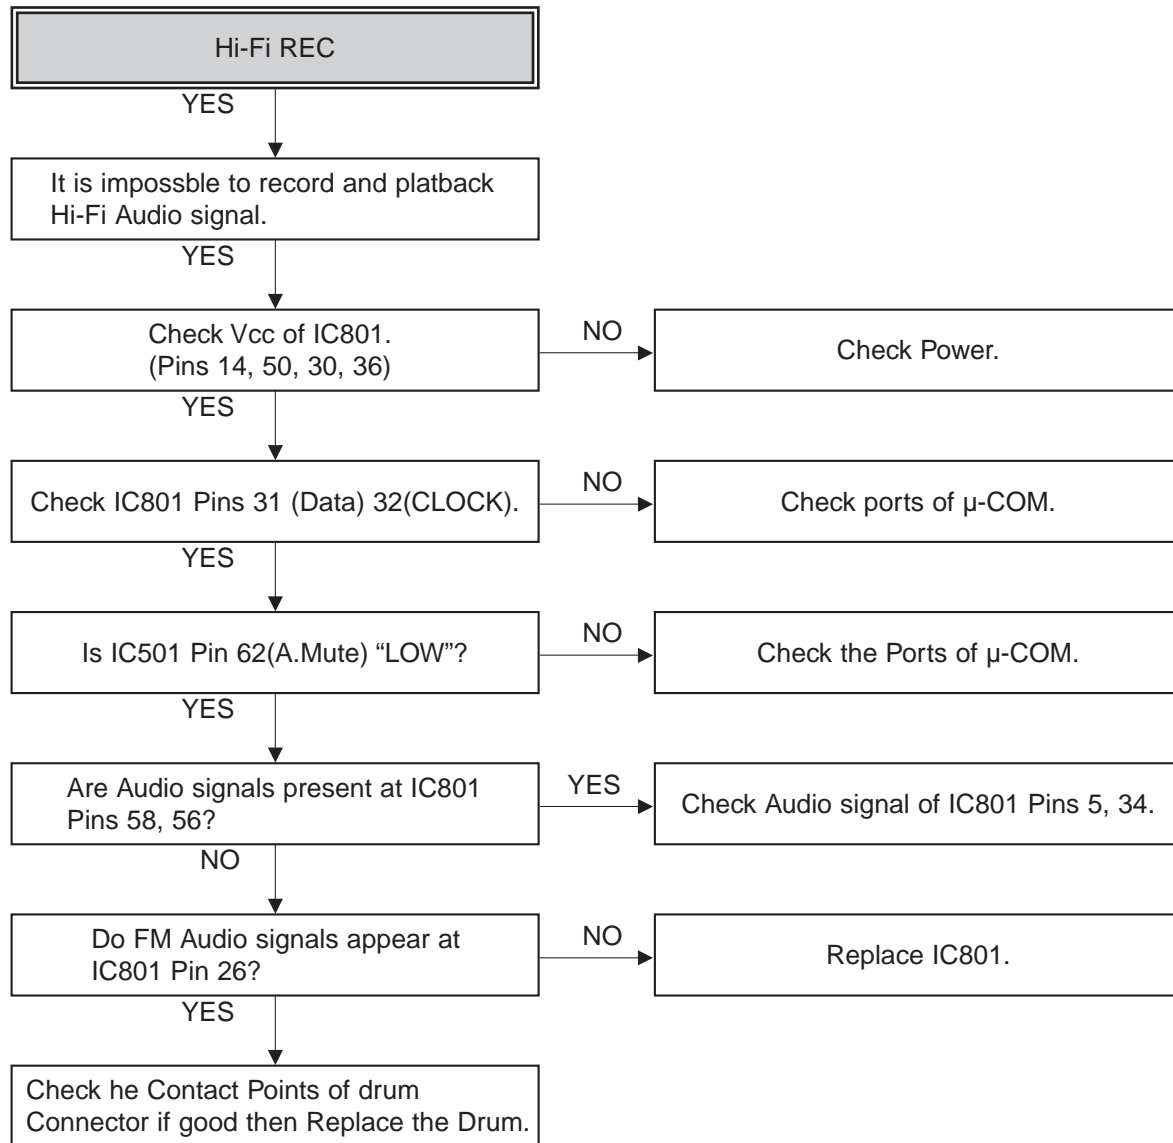 Hi-Fi REC
YES
It is impossble to record and platback
Hi-Fi Audio signal.
YES
Check Vcc of IC801.
(Pins 14, 50, 30, 36)
NO
Check Power.
YES
Check IC801 Pins 31 (Data) 32(CLOCK).
NO
Check ports of µ-COM.
YES
Is IC501 Pin 62(A.Mute) “LOW”?
NO
Check the Ports of µ-COM.
YES
Are Audio signals present at IC801
Pins 58, 56?
YES
Check Audio signal of IC801 Pins 5, 34.
NO
Do FM Audio signals appear at
IC801 Pin 26?
NO
Replace IC801.
YES
Check he Contact Points of drum
Connector if good then Replace the Drum.